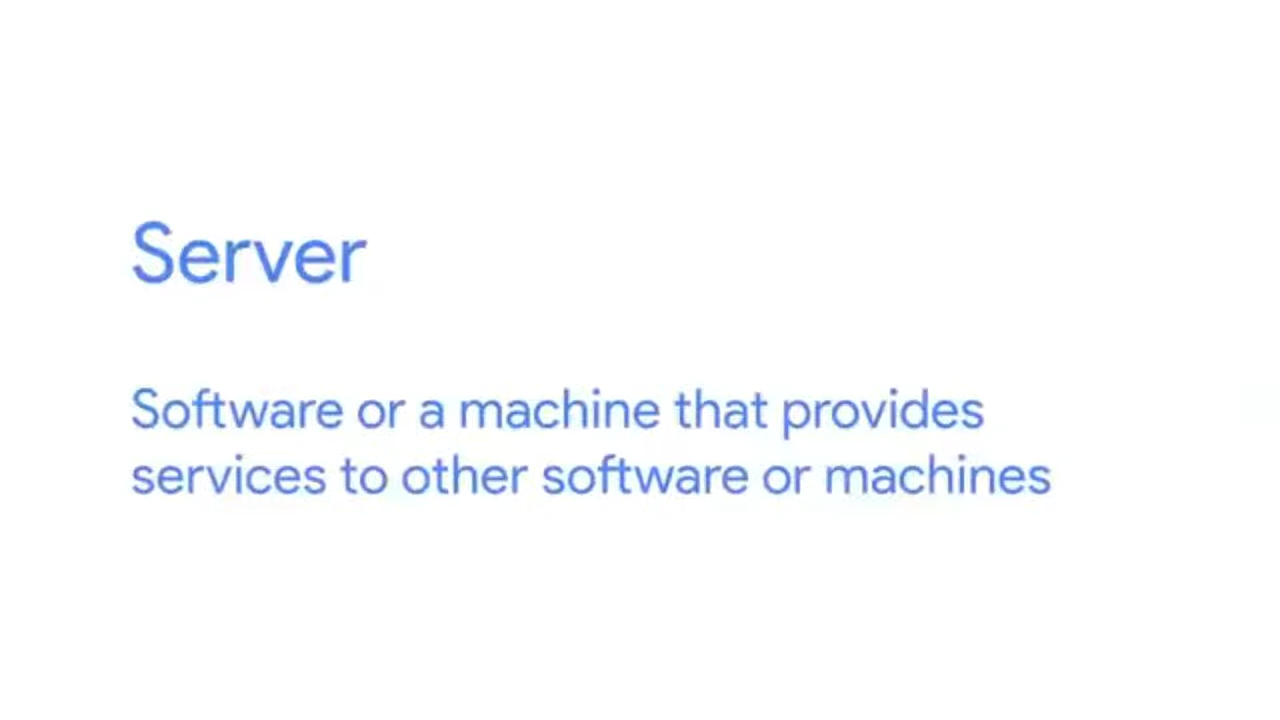 Server
Software or a machine that provides
services to other software or machines